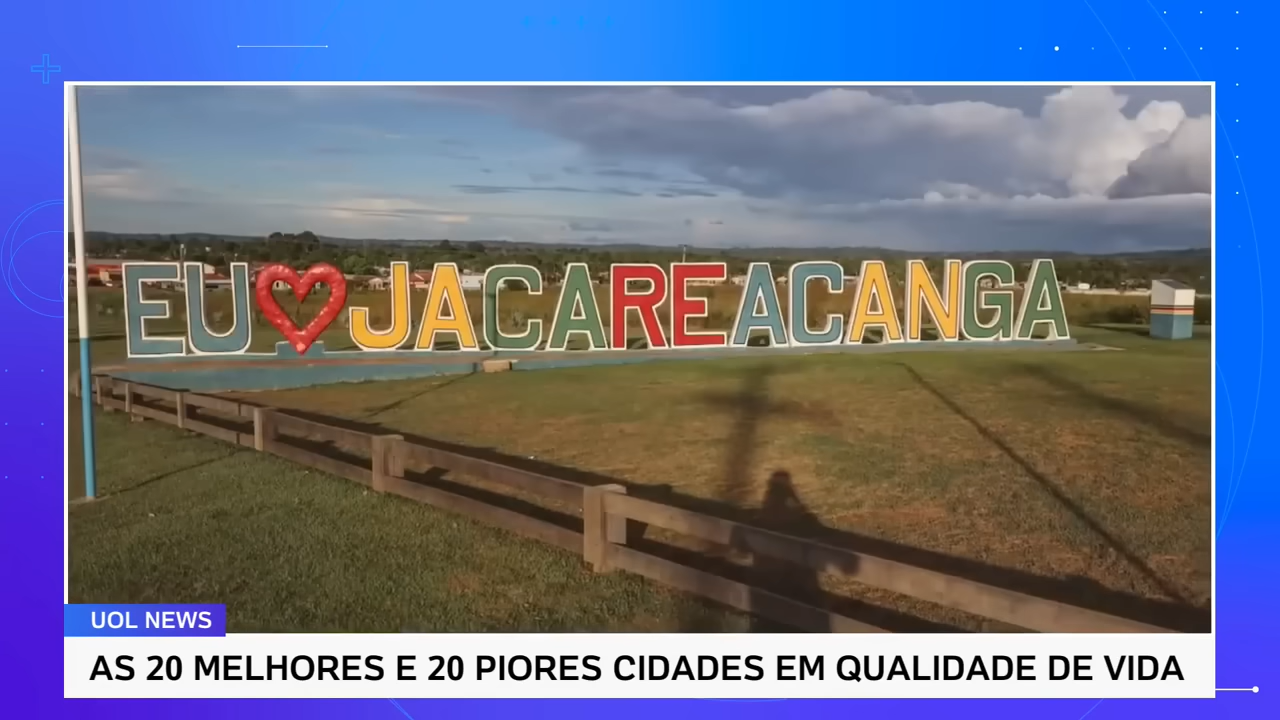 EU JACAREACANGA
UOL NEWS
AS 20 MELHORES E 20 PIORES CIDADES EM QUALIDADE DE VIDA